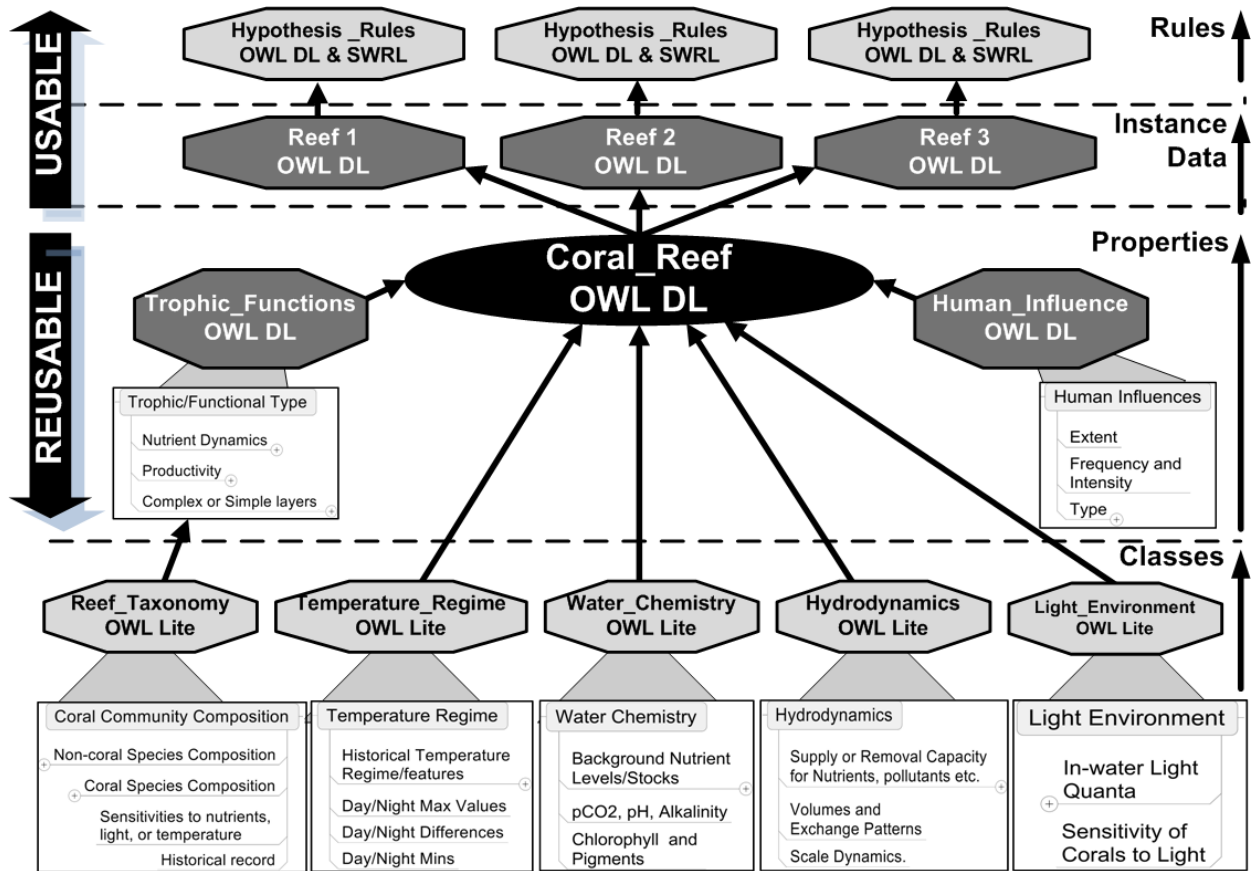 USABLE
REUSABLE
Hypothesis _Rules
OWL DL & SWRL
Hypothesis _Rules
OWL DL & SWRL
Hypothesis _Rules
OWL DL & SWRL
Rules
Reef 1
OWL DL
Reef 2
OWL DL
Reef 3
OWL DL
Instance
Data
Properties
Coral_Reef
OWL DL
Trophic_Functions
OWL DL
Human_Influence
OWL DL
Trophic/Functional Type
Nutrient Dynamics
Productivity
Complex or Simple layers
Human Influences
Extent
Frequency and
Intensity
Type
Classes
Reef_Taxonomy
OWL Lite
Temperature_Regime
OWL Lite
Water_Chemistry
OWL Lite
Hydrodynamics
OWL Lite
Light_Environment
OWL Lite
Coral Community Composition
Non-coral Species Composition
Coral Species Composition
Sensitivities to nutrients,
light, or temperature
Historical record
Temperature Regime
Historical Temperature
Regime/features
Day/Night Max Values
Day/Night Differences
Day/Night Mins
Water Chemistry
Background Nutrient
Levels/Stocks
pCO2, pH, Alkalinity
Chlorophyll and
Pigments
Hydrodynamics
Supply or Removal Capacity
for Nutrients, pollutants etc.
Volumes and
Exchange Patterns
Scale Dynamics.
Light Environment
In-water Light
Quanta
Sensitivity of
Corals to Light